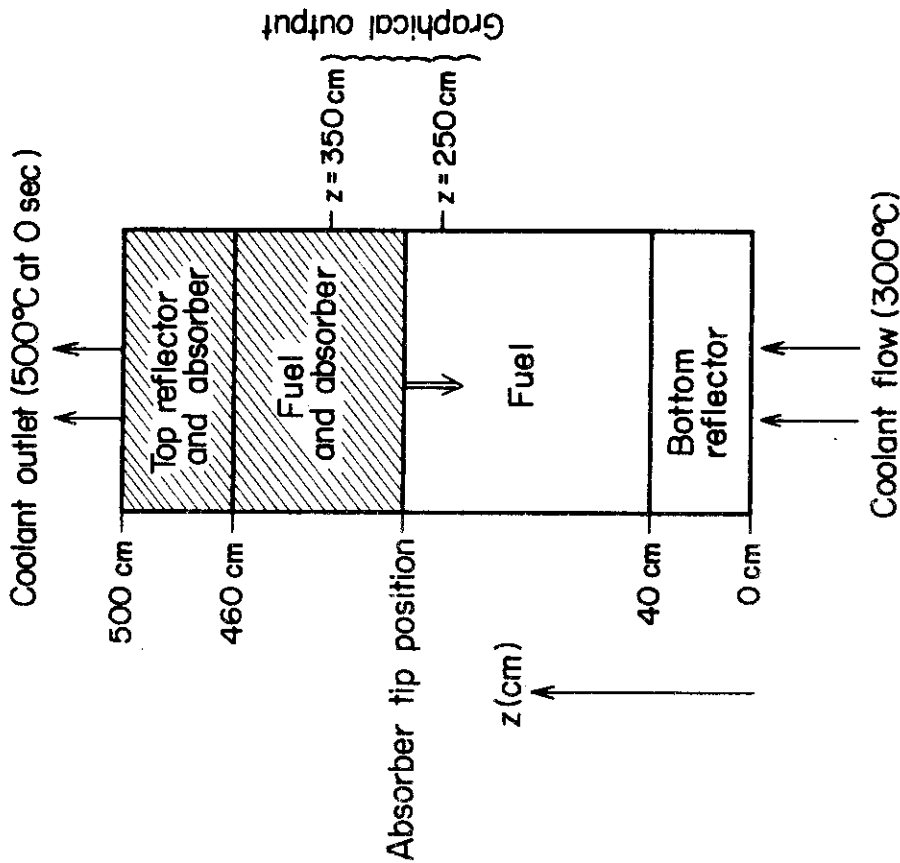 Coolant outlet (500°C at 0 sec)
500 cm
Top reflector
and absorber
460 cm
Fuel
and absorber
z = 350 cm
Graphical output
Absorber tip position
z = 250 cm
Fuel
z (cm)
40 cm
Bottom
reflector
0 cm
Coolant flow (300°C)